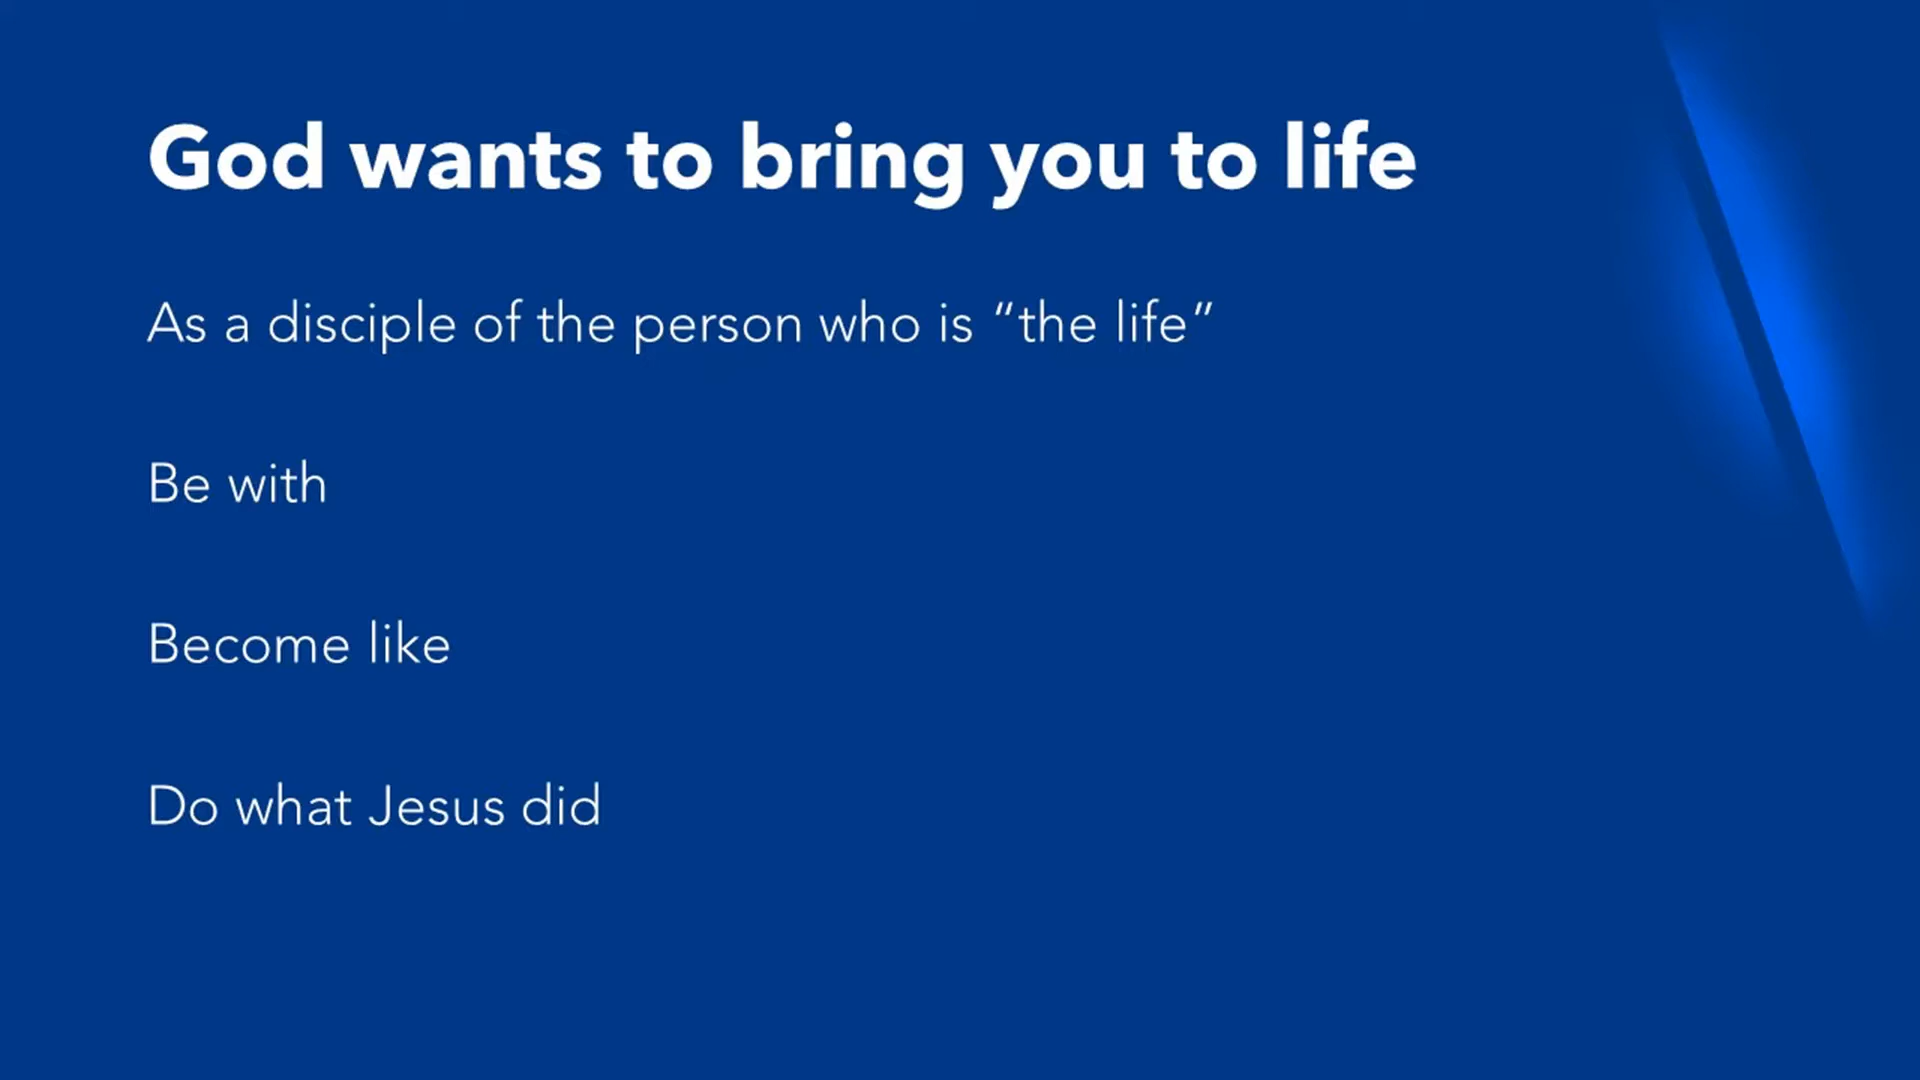 God wants to bring you to life
As a disciple of the person who is “the life”
Be with
Become like
Do what Jesus did